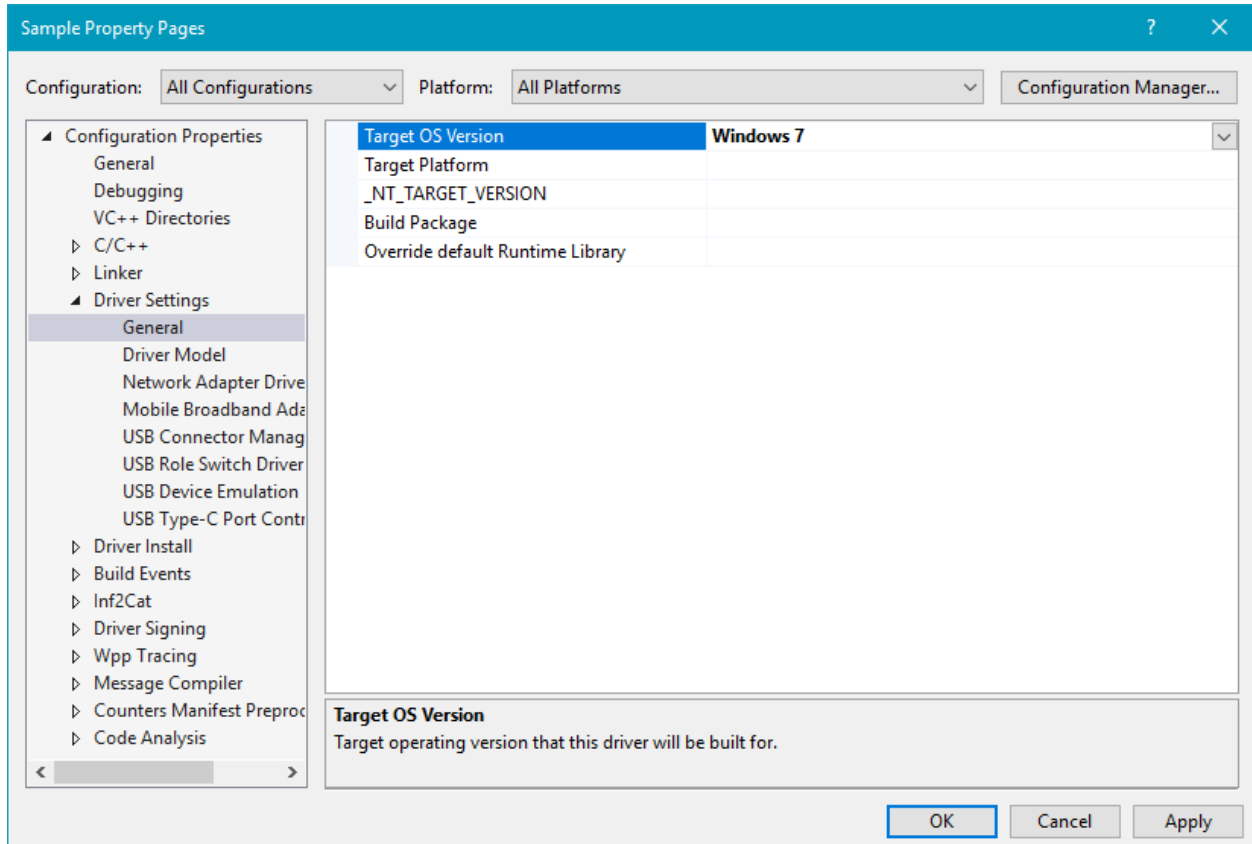 Sample Property Pages
?
Configuration: All Configurations Platform: All Platforms Configuration Manager...
Configuration Properties
General
Debugging
VC++ Directories
C/C++
Linker
Driver Settings
General
Driver Model
Network Adapter Drive
Mobile Broadband Ada
USB Connector Manag
USB Role Switch Driver
USB Device Emulation
USB Type-C Port Contr
Driver Install
Build Events
Inf2Cat
Driver Signing
Wpp Tracing
Message Compiler
Counters Manifest Preproc
Code Analysis
Target OS Version Windows 7
Target Platform
_NT_TARGET_VERSION
Build Package
Override default Runtime Library
Target OS Version
Target operating version that this driver will be built for.
OK Cancel Apply